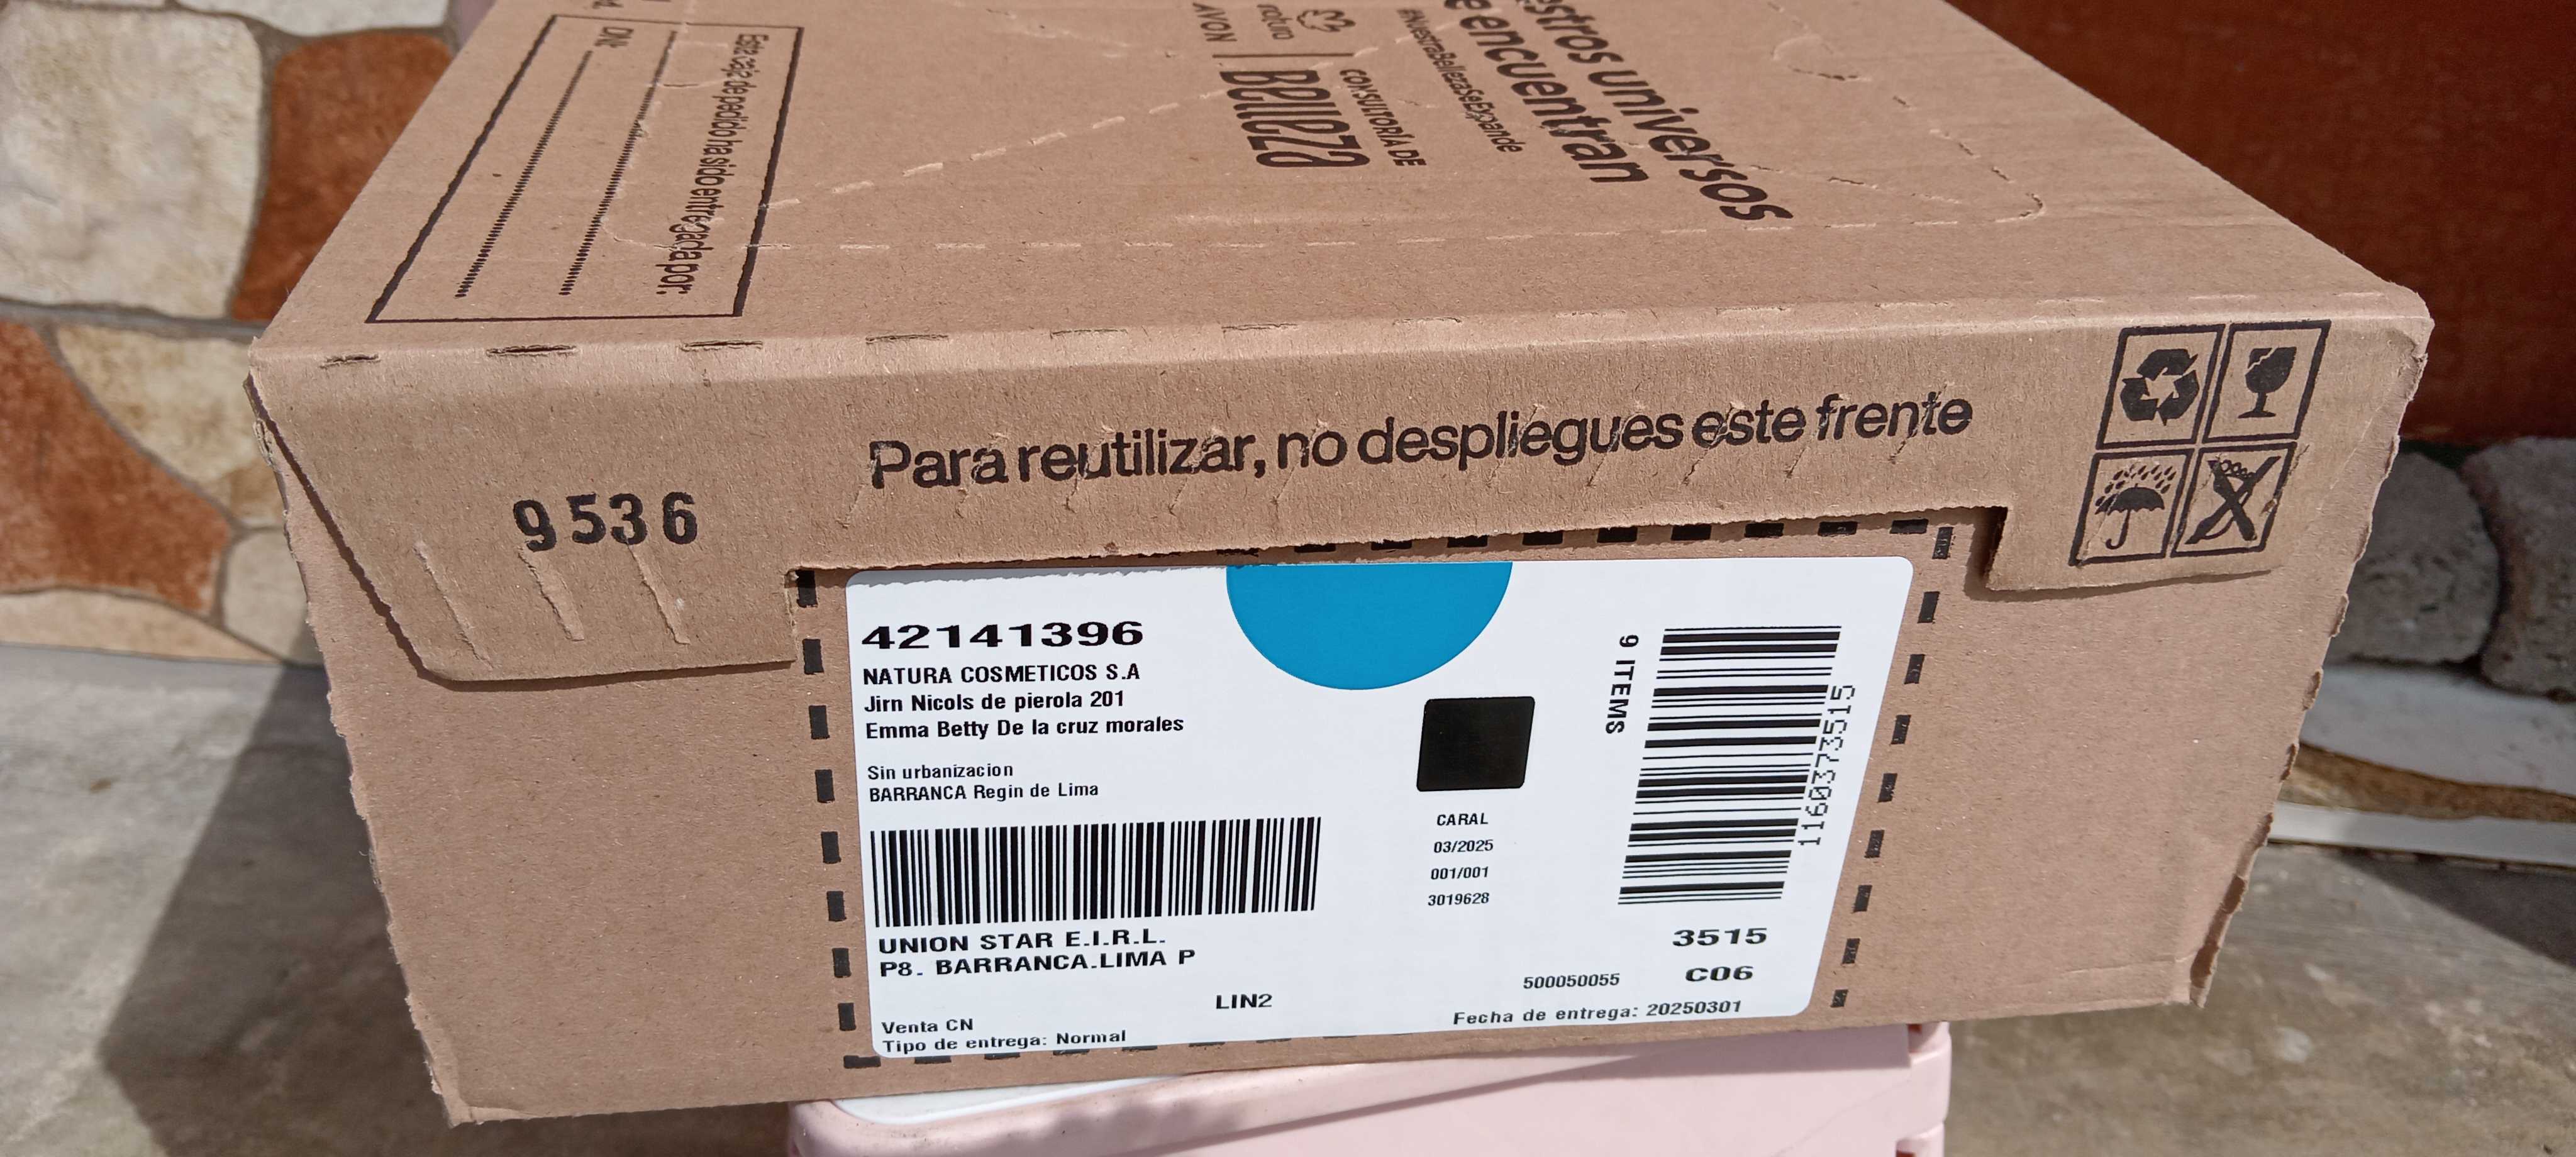 Este caja de pedido ha sido entregada por:
DNI:
AVON
natura
CONSULTORÍA DE
Belleza
#NuestraBellezaSeExpande
estros universos
e encuentran
Para reutilizar, no despliegues este frente
9536
42141396
NATURA COSMETICOS S.A
Jirn Nicols de pierola 201
Emma Betty De la cruz morales
Sin urbanizacion
BARRANCA Regin de Lima
UNION STAR E.I.R.L.
P8. BARRANCA.LIMA P
LIN2
Venta CN
Tipo de entrega: Normal
CARAL
03/2025
001/001
3019628
9 ITEMS
1160373515
3515
500050055
C06
Fecha de entrega: 20250301